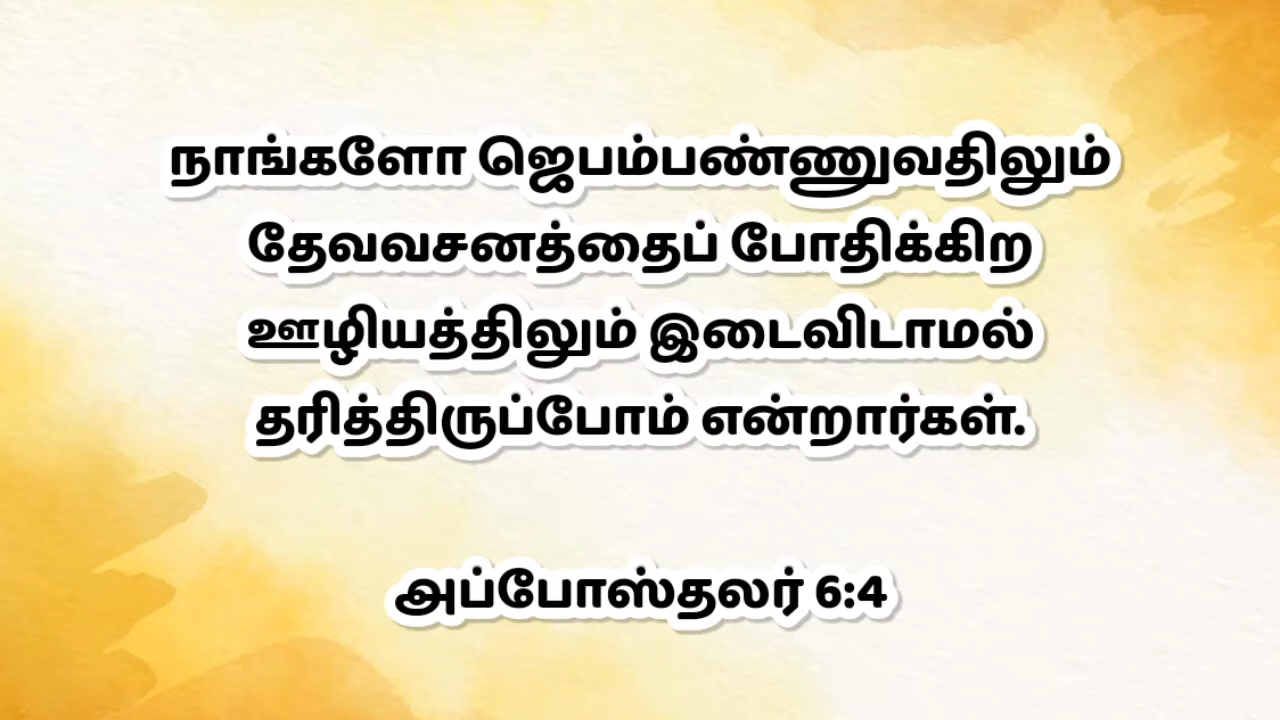 நாங்களோ ஜெபம்பண்ணுவதிலும்
தேவவசனத்தைப் போதிக்கிற
ஊழியத்திலும் இடைவிடாமல்
தரித்திருப்போம் என்றார்கள்.
அப்போஸ்தலர் 6:4